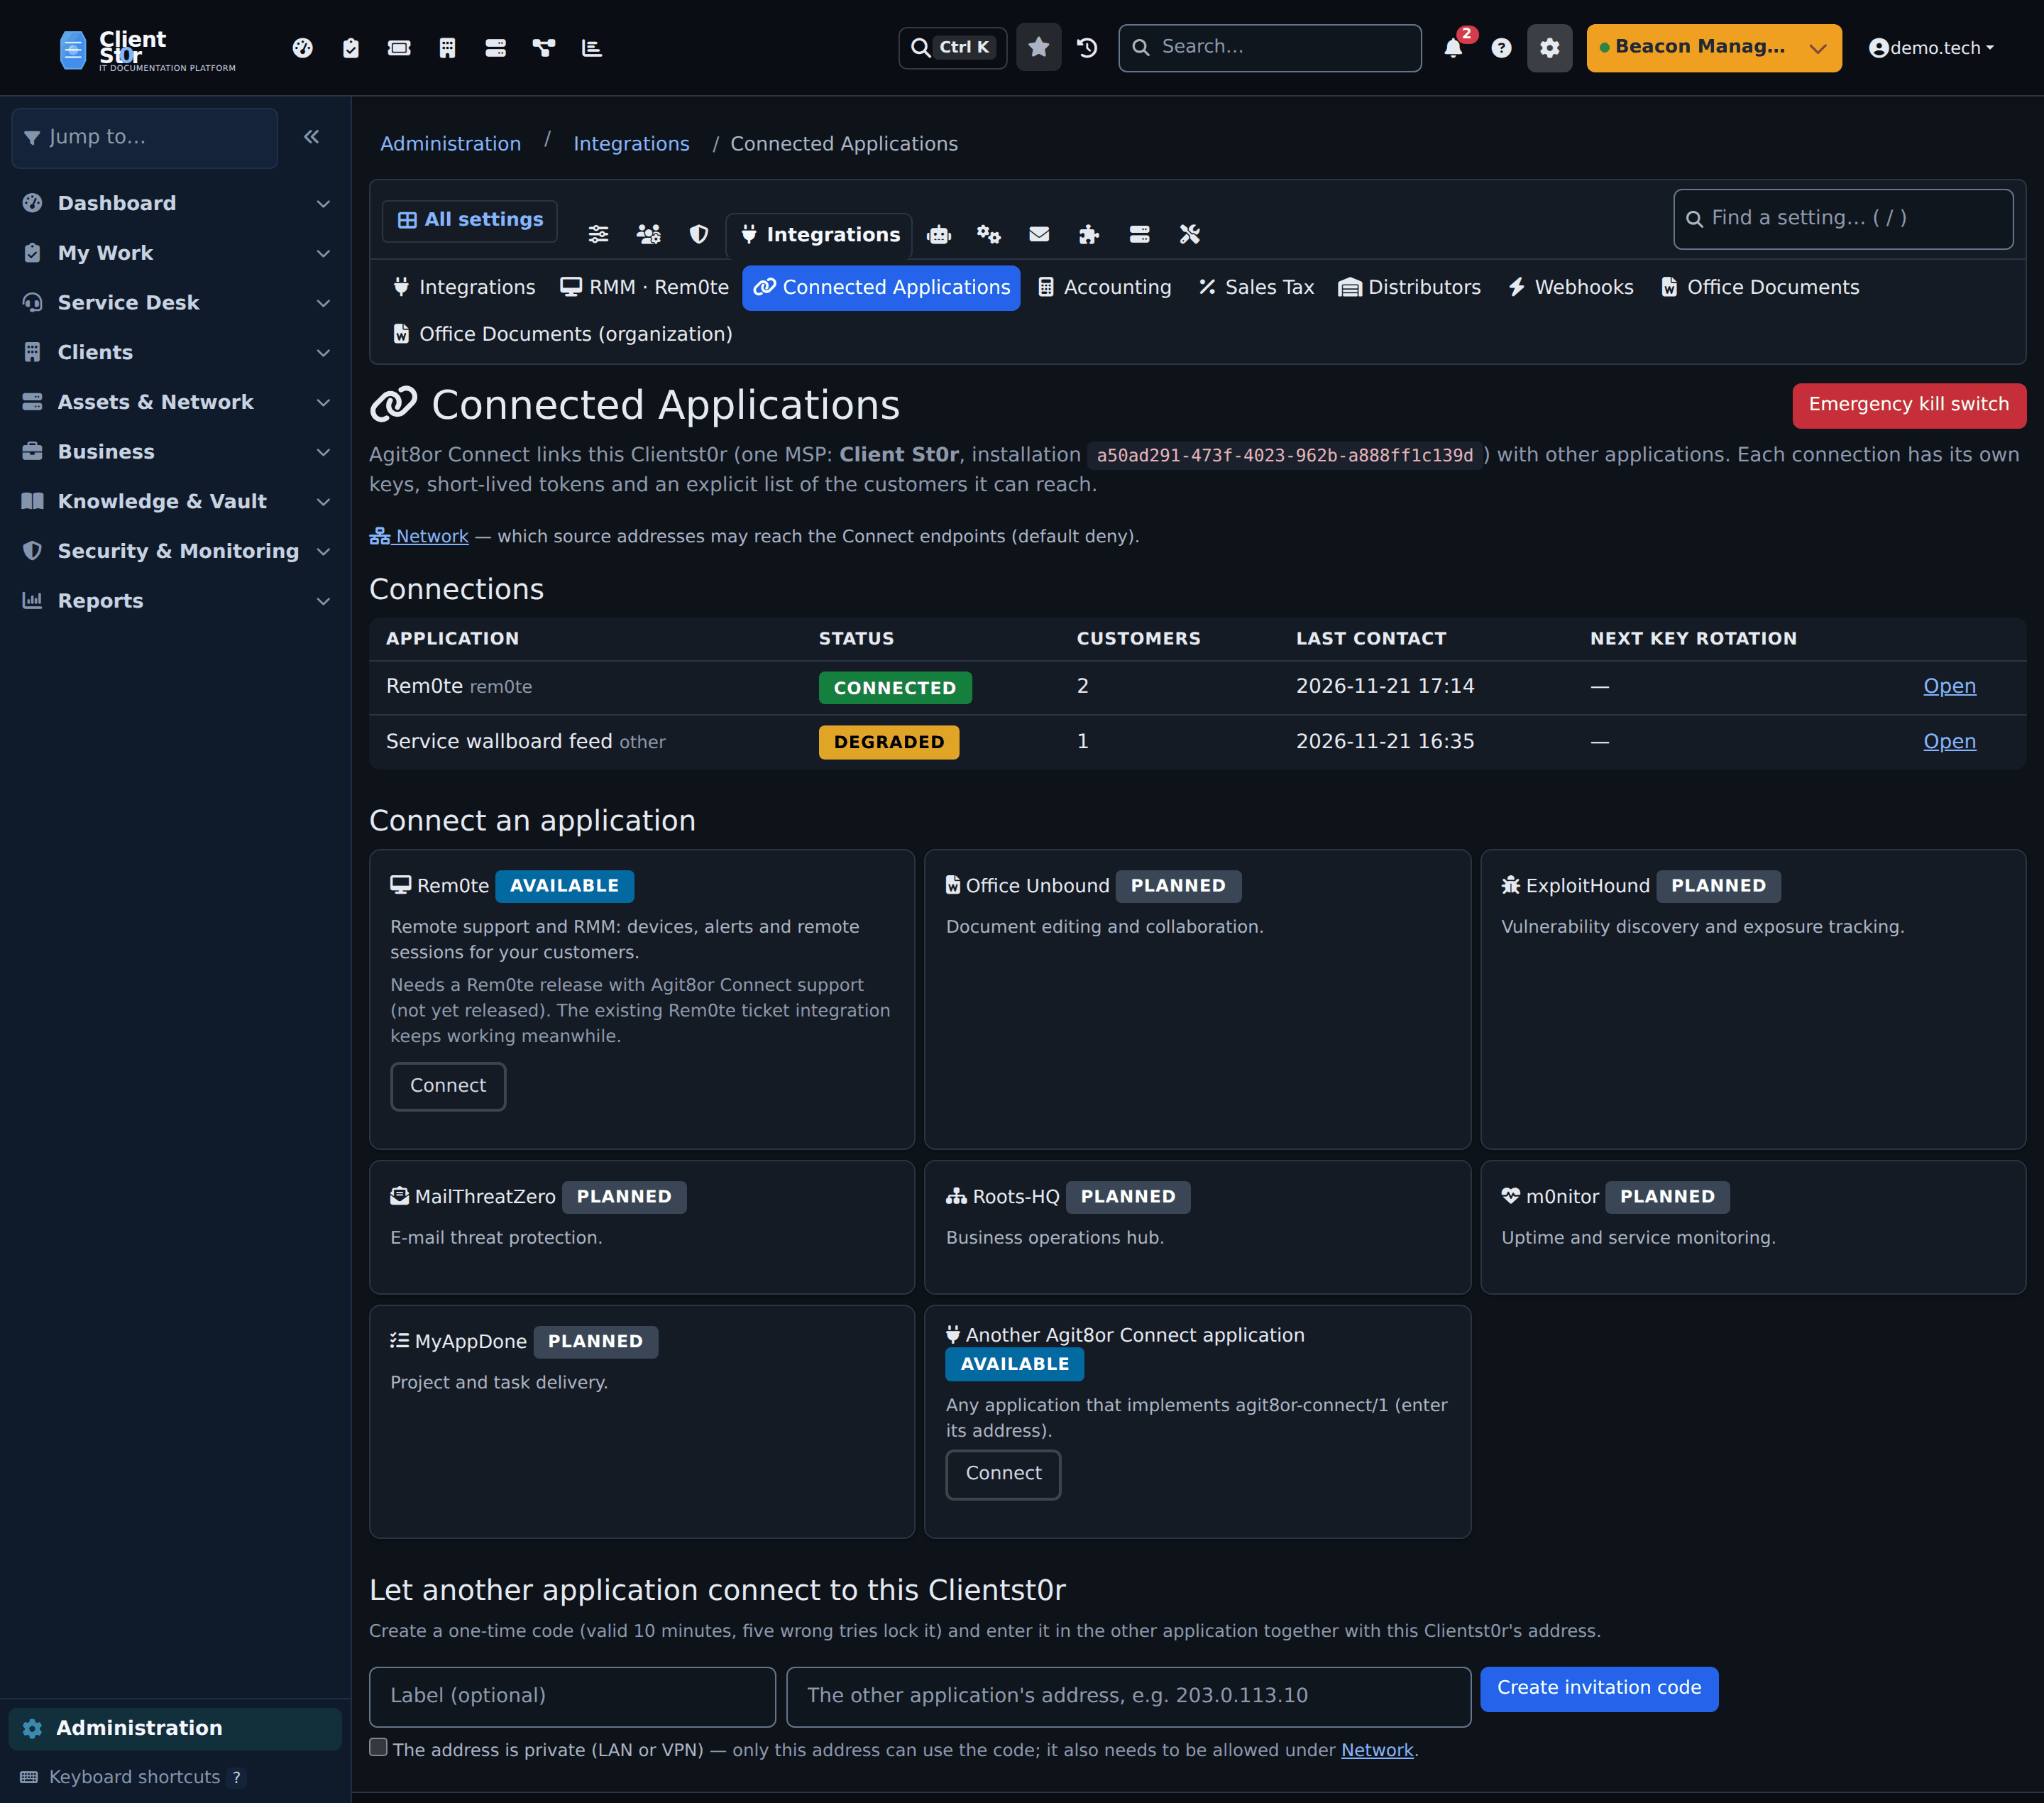 Client
St0r
IT DOCUMENTATION PLATFORM
Ctrl K
Search...
2
Beacon Manag...
demo.tech
Jump to...
Dashboard
My Work
Service Desk
Clients
Assets & Network
Business
Knowledge & Vault
Security & Monitoring
Reports
Administration
Keyboard shortcuts ?
Administration / Integrations / Connected Applications
All settings
Integrations
Find a setting... ( / )
Integrations
RMM · Rem0te
Connected Applications
Accounting
Sales Tax
Distributors
Webhooks
Office Documents
Office Documents (organization)
Connected Applications
Emergency kill switch
Agit8or Connect links this Clientst0r (one MSP: Client St0r, installation a50ad291-473f-4023-962b-a888ff1c139d) with other applications. Each connection has its own
keys, short-lived tokens and an explicit list of the customers it can reach.
Network — which source addresses may reach the Connect endpoints (default deny).
Connections
APPLICATION STATUS CUSTOMERS LAST CONTACT NEXT KEY ROTATION
Rem0te rem0te CONNECTED 2 2026-11-21 17:14 — Open
Service wallboard feed other DEGRADED 1 2026-11-21 16:35 — Open
Connect an application
Rem0te AVAILABLE
Remote support and RMM: devices, alerts and remote
sessions for your customers.
Needs a Rem0te release with Agit8or Connect support
(not yet released). The existing Rem0te ticket integration
keeps working meanwhile.
Connect
Office Unbound PLANNED
Document editing and collaboration.
ExploitHound PLANNED
Vulnerability discovery and exposure tracking.
MailThreatZero PLANNED
E-mail threat protection.
Roots-HQ PLANNED
Business operations hub.
m0nitor PLANNED
Uptime and service monitoring.
MyAppDone PLANNED
Project and task delivery.
Another Agit8or Connect application
AVAILABLE
Any application that implements agit8or-connect/1 (enter
its address).
Connect
Let another application connect to this Clientst0r
Create a one-time code (valid 10 minutes, five wrong tries lock it) and enter it in the other application together with this Clientst0r's address.
Label (optional)
The other application's address, e.g. 203.0.113.10
Create invitation code
The address is private (LAN or VPN) — only this address can use the code; it also needs to be allowed under Network.